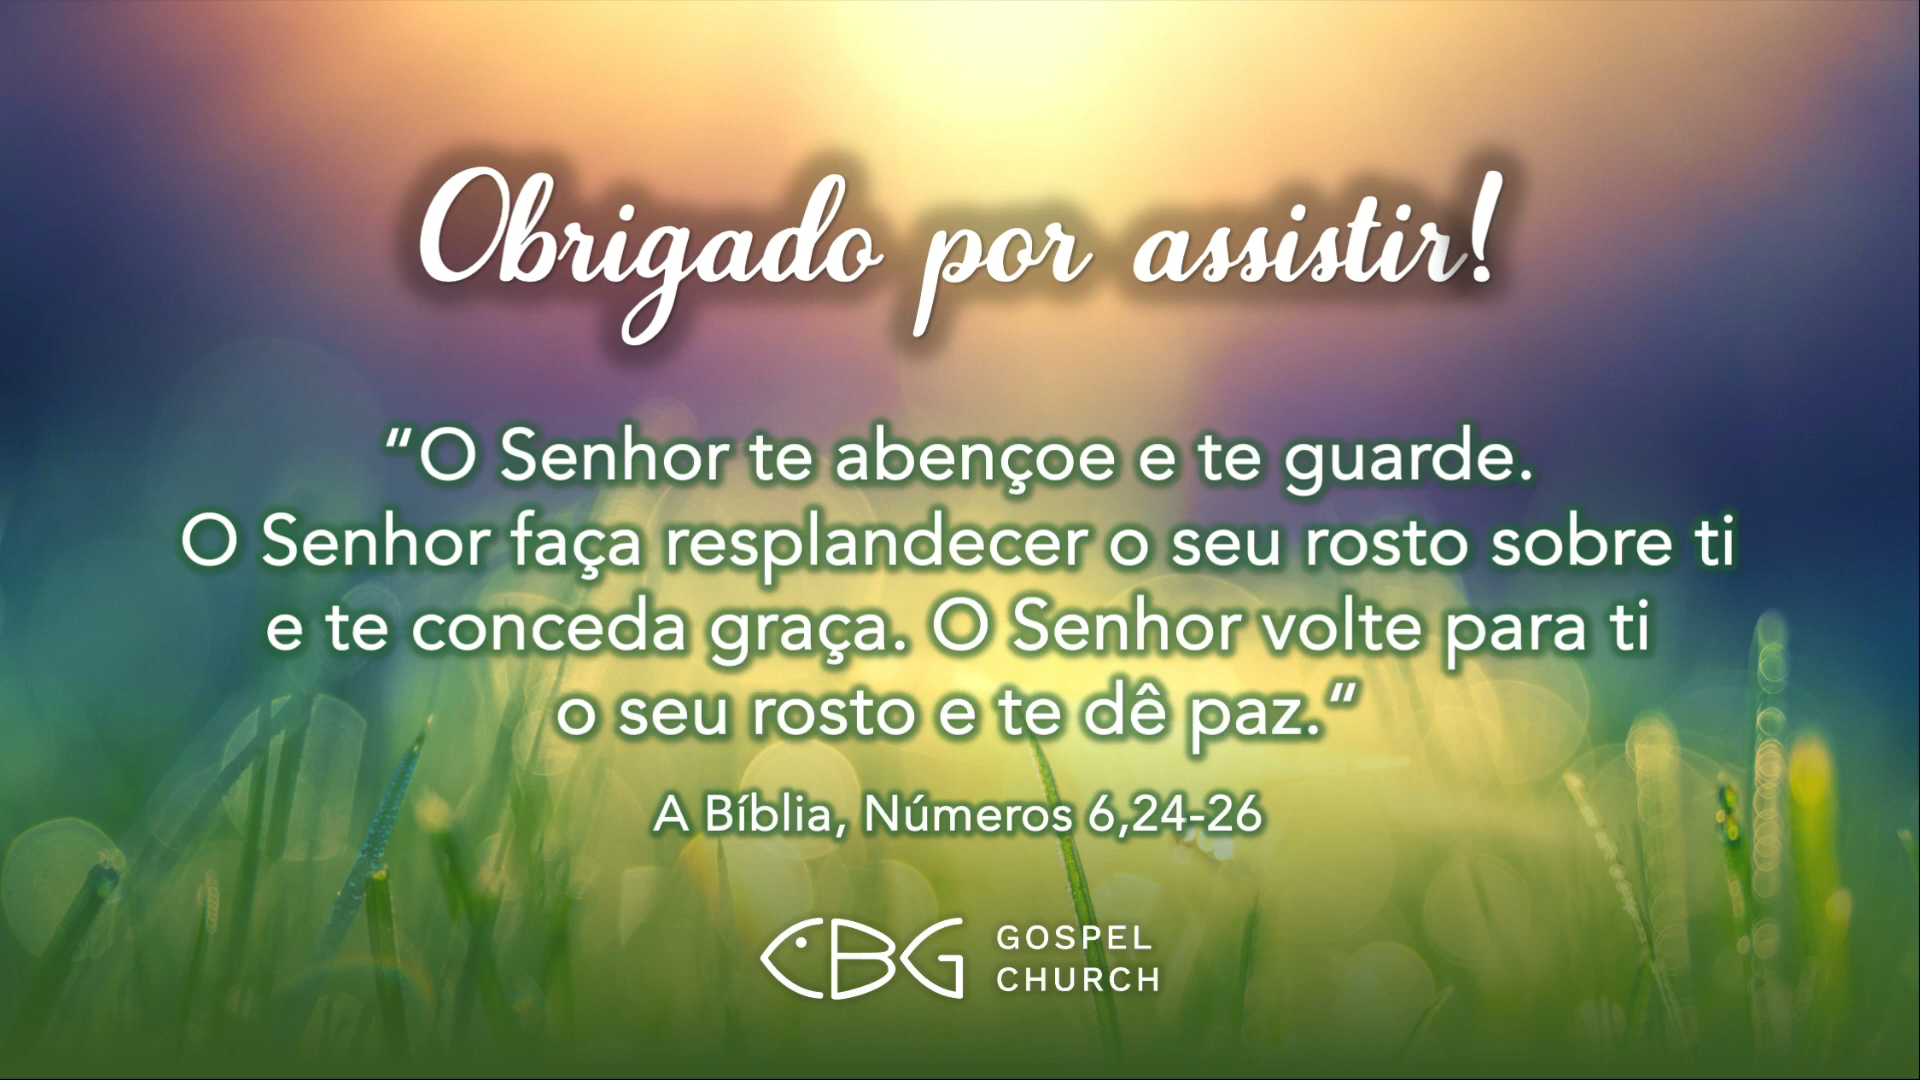 Obrigado por assistir!
“O Senhor te abençoe e te guarde.
O Senhor faça resplandecer o seu rosto sobre ti
e te conceda graça. O Senhor volte para ti
o seu rosto e te dê paz.“
A Bíblia, Números 6,24-26
CBG GOSPEL
CHURCH